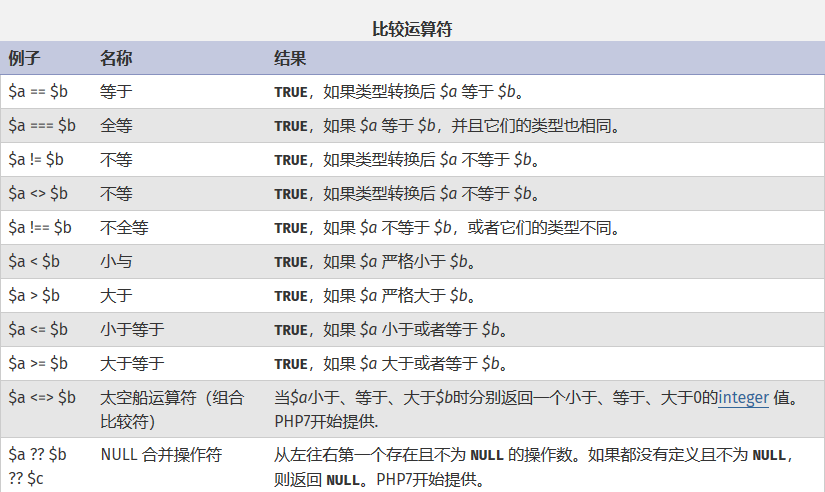 比较运算符
例子 名称 结果
$a == $b 等于 TRUE，如果类型转换后 $a 等于 $b。
$a === $b 全等 TRUE，如果 $a 等于 $b，并且它们的类型也相同。
$a != $b 不等 TRUE，如果类型转换后 $a 不等于 $b。
$a <> $b 不等 TRUE，如果类型转换后 $a 不等于 $b。
$a !== $b 不全等 TRUE，如果 $a 不等于 $b，或者它们的类型不同。
$a < $b 小与 TRUE，如果 $a 严格小于 $b。
$a > $b 大于 TRUE，如果 $a 严格大于 $b。
$a <= $b 小于等于 TRUE，如果 $a 小于或者等于 $b。
$a >= $b 大于等于 TRUE，如果 $a 大于或者等于 $b。
$a <=> $b 太空船运算符（组合 当$a小于、等于、大于$b时分别返回一个小于、等于、大于0的integer 值。
比较符） PHP7开始提供.
$a ?? $b NULL 合并操作符 从左往右第一个存在且不为 NULL 的操作数。如果都没有定义且不为 NULL，
?? $c 则返回 NULL。PHP7开始提供。